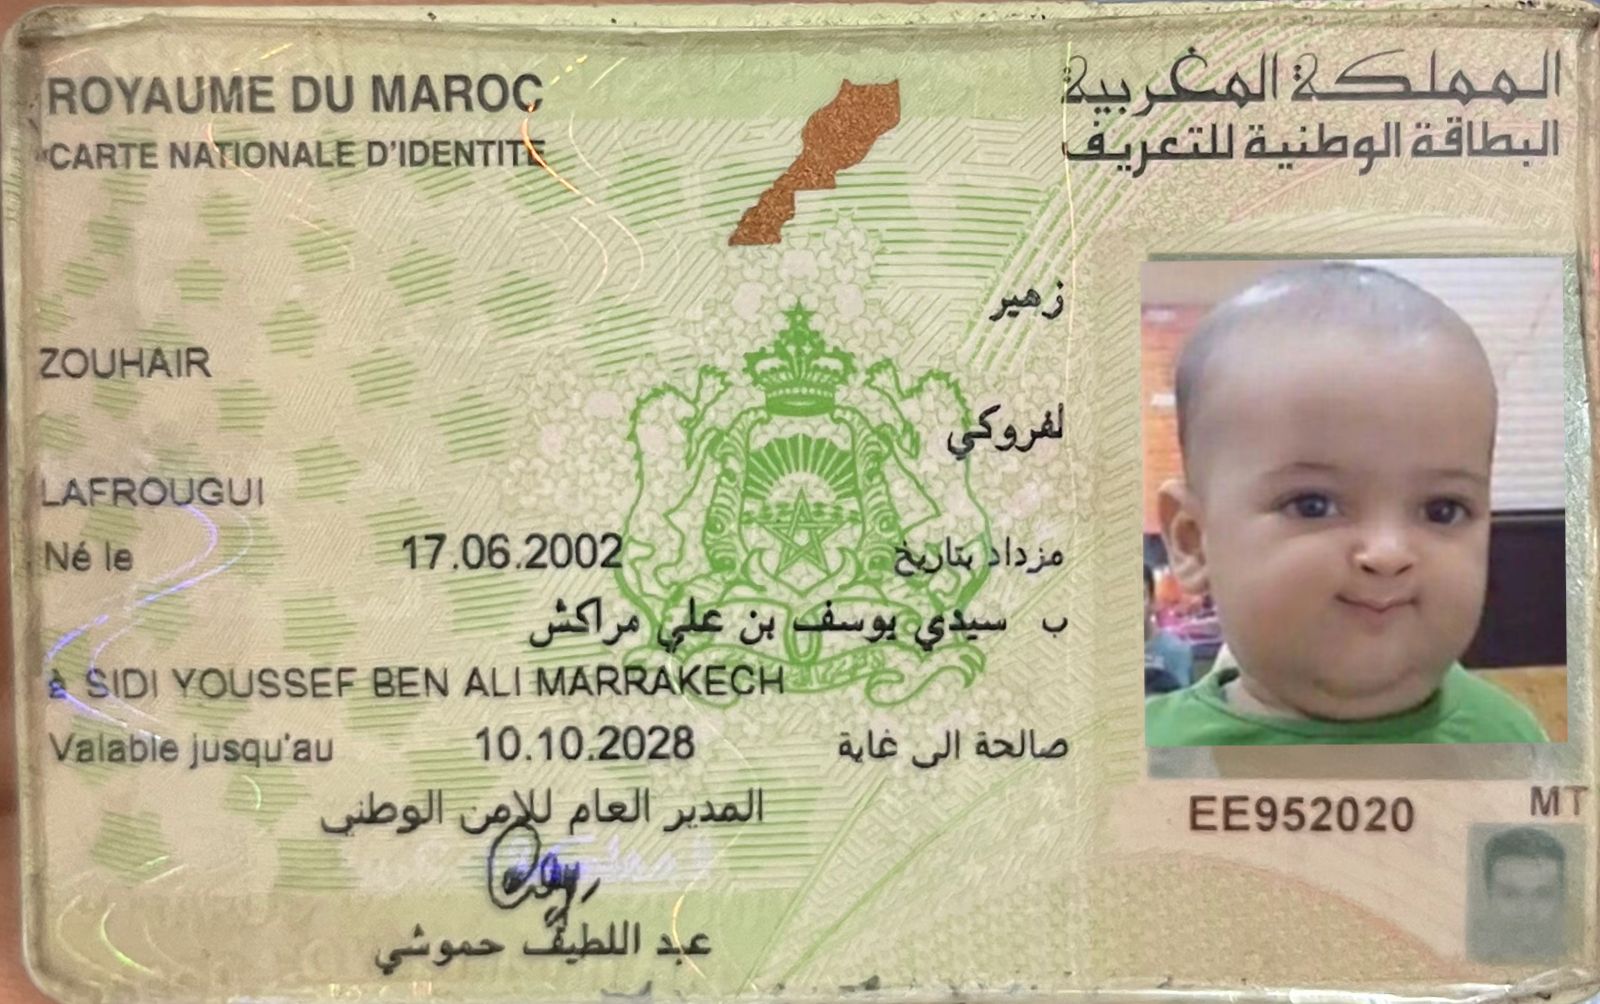 ROYAUME DU MAROC
المملكة المغربية
CARTE NATIONALE D'IDENTITE
البطاقة الوطنية للتعريف
زهير
ZOUHAIR
لفروكي
LAFROUGUI
Né le 17.06.2002 مزداد بتاريخ
ب سيدي يوسف بن علي مراكش
à SIDI YOUSSEF BEN ALI MARRAKECH
Valable jusqu'au 10.10.2028 صالحة الى غاية
EE952020
MT
المدير العام للامن الوطني
عبد اللطيف حموشي